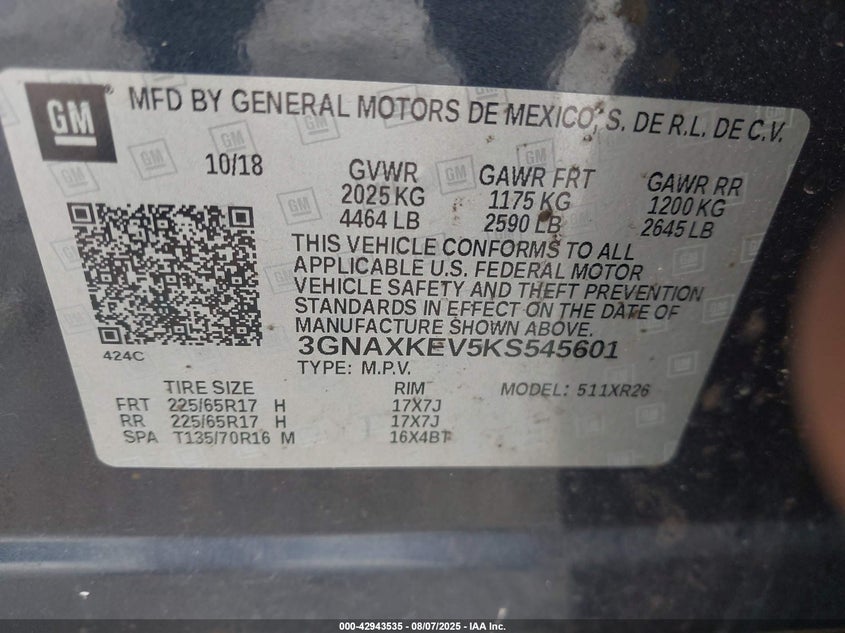 GM
MFD BY GENERAL MOTORS DE MEXICO, S. DE R.L. DE C.V.
10/18
GVWR GAWR FRT GAWR RR
2025 KG 1175 KG 1200 KG
4464 LB 2590 LB 2645 LB
THIS VEHICLE CONFORMS TO ALL
APPLICABLE U.S. FEDERAL MOTOR
VEHICLE SAFETY AND THEFT PREVENTION
STANDARDS IN EFFECT ON THE DATE OF
MANUFACTURE SHOWN ABOVE.
424C
3GNAXKEV5KS545601
TYPE: M.P.V.
TIRE SIZE RIM MODEL: 511XR26
FRT 225/65R17 H 17X7J
RR 225/65R17 H 17X7J
SPA T135/70R16 M 16X4BT
000-42943535 — 08/07/2025 — IAA Inc.